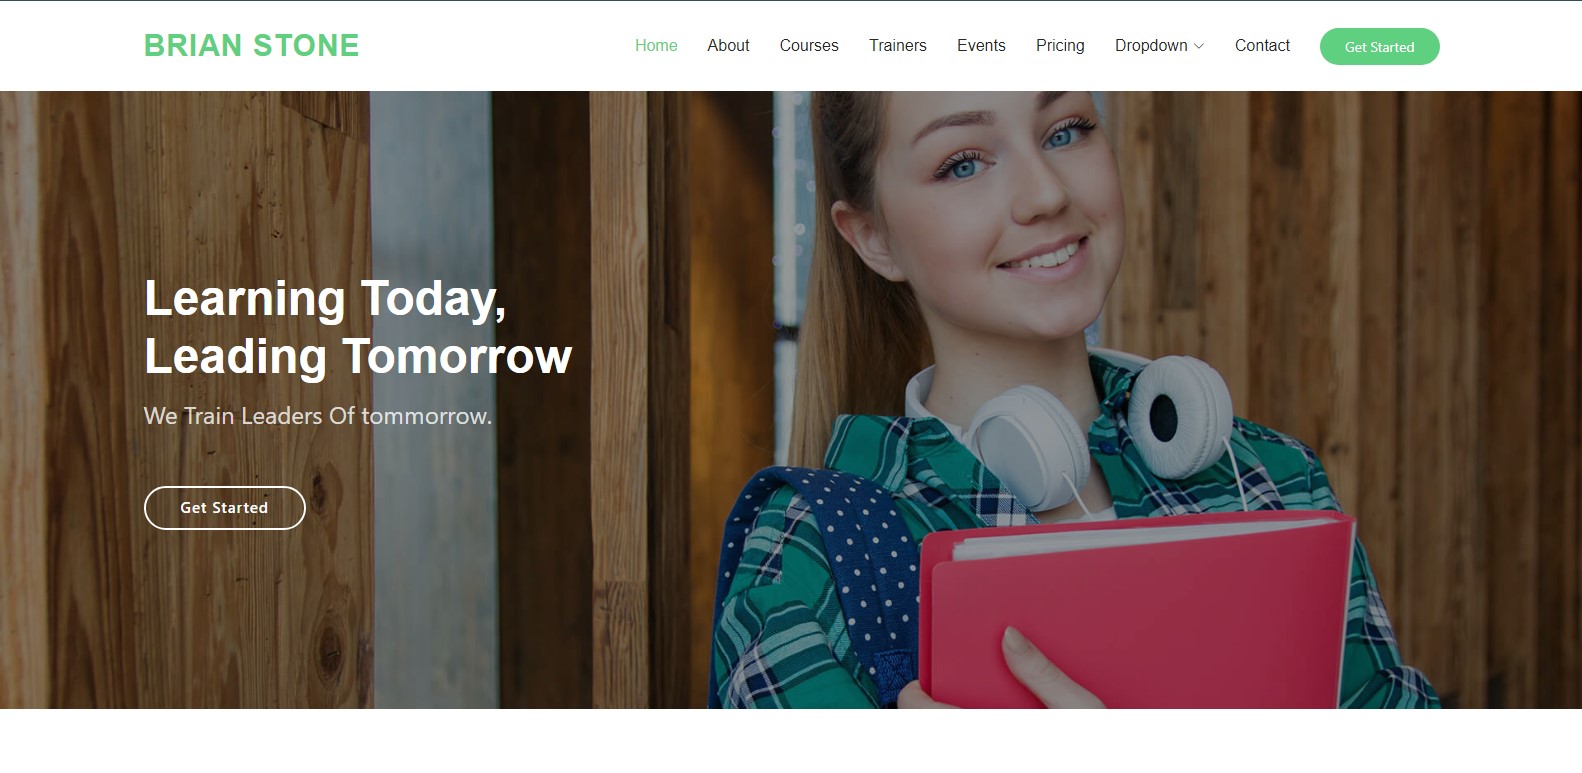 BRIAN STONE
Home About Courses Trainers Events Pricing Dropdown Contact Get Started
Learning Today,
Leading Tomorrow
We Train Leaders Of tommorrow.
Get Started